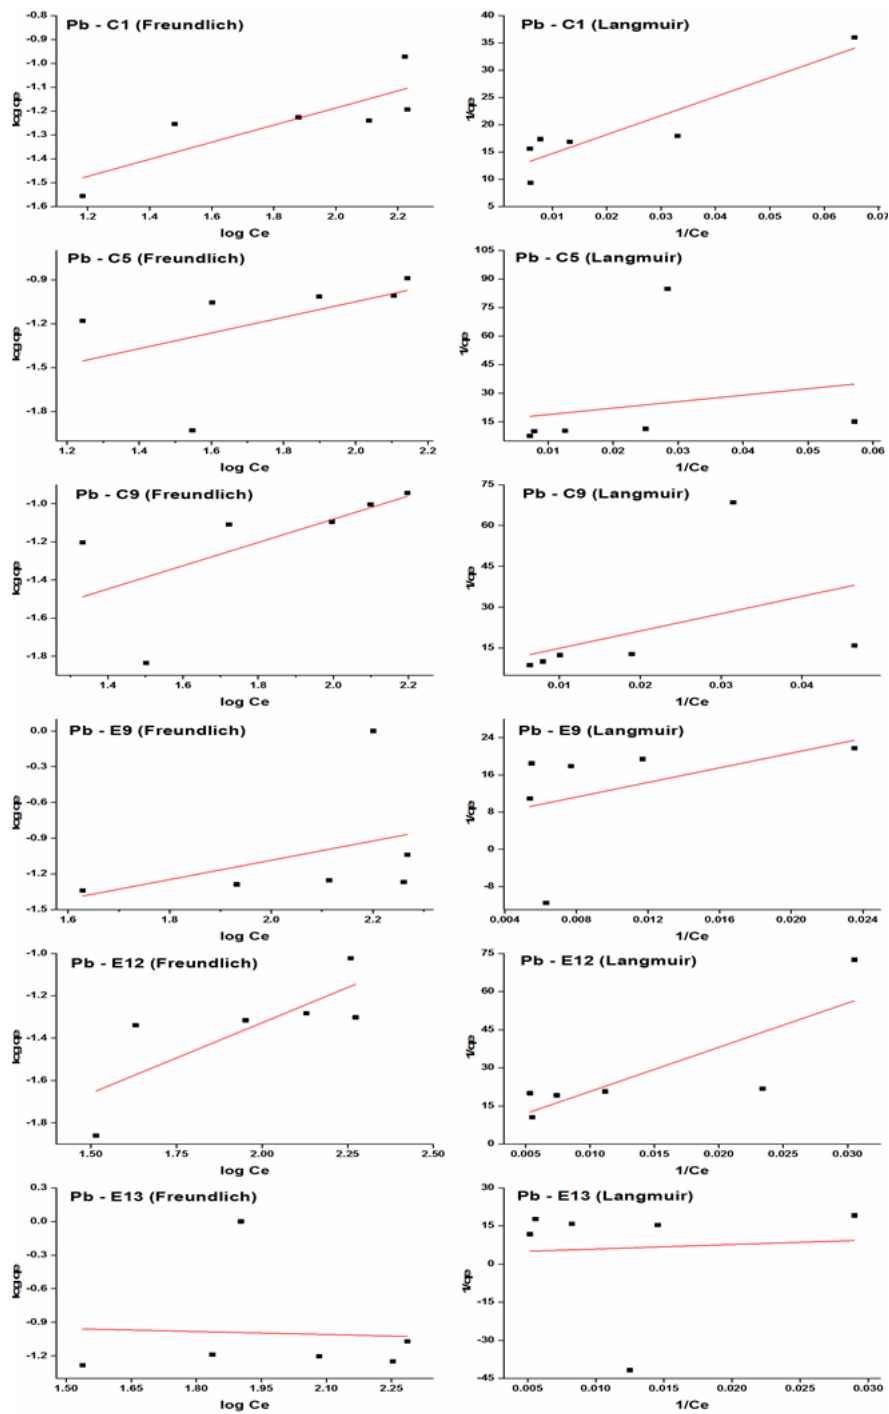 Pb - C1 (Freundlich)
-0.8
-0.9
-1.0
-1.1
-1.2
-1.3
-1.4
-1.5
-1.6
log qe
1.2 1.4 1.6 1.8 2.0 2.2
log Ce
Pb - C1 (Langmuir)
40
35
30
25
20
15
10
5
1/qe
0.01 0.02 0.03 0.04 0.05 0.06 0.07
1/Ce
Pb - C5 (Freundlich)
-0.9
-1.2
-1.5
-1.8
log qe
1.2 1.4 1.6 1.8 2.0 2.2
log Ce
Pb - C5 (Langmuir)
105
90
75
60
45
30
15
1/qe
0.01 0.02 0.03 0.04 0.05 0.06
1/Ce
Pb - C9 (Freundlich)
-1.0
-1.2
-1.4
-1.6
-1.8
log qe
1.4 1.6 1.8 2.0 2.2
log Ce
Pb - C9 (Langmuir)
75
60
45
30
15
1/qe
0.01 0.02 0.03 0.04
1/Ce
Pb - E9 (Freundlich)
0.0
-0.3
-0.6
-0.9
-1.2
-1.5
log qe
1.6 1.8 2.0 2.2
log Ce
Pb - E9 (Langmuir)
24
16
8
0
-8
1/qe
0.004 0.008 0.012 0.016 0.020 0.024
1/Ce
Pb - E12 (Freundlich)
-1.0
-1.2
-1.4
-1.6
-1.8
log qe
1.50 1.75 2.00 2.25 2.50
log Ce
Pb - E12 (Langmuir)
75
60
45
30
15
0
1/qe
0.005 0.010 0.015 0.020 0.025 0.030
1/Ce
Pb - E13 (Freundlich)
0.3
0.0
-0.3
-0.6
-0.9
-1.2
log qe
1.50 1.65 1.80 1.95 2.10 2.25
log Ce
Pb - E13 (Langmuir)
30
15
0
-15
-30
-45
1/qe
0.005 0.010 0.015 0.020 0.025 0.030
1/Ce